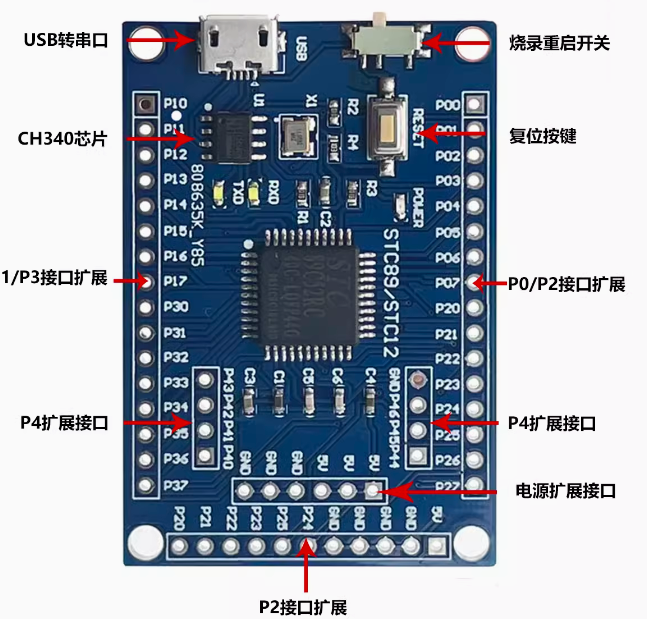 USB转串口
烧录重启开关
USB
P10
U1
X1
R2
RESET
P00
CH340芯片
P11
R4
P01
复位按键
P12
P02
P13
TXD
RXD
R3
P03
P14
R1
C2
POWER
P04
808635K_Y85
P15
P05
P16
STC89/STC12
P06
1/P3接口扩展
P17
P07
P0/P2接口扩展
P30
P20
P31
P21
P32
P22
P33
P43P42P41P40
C3
C1
C5
C6
C4
GND P46P45P44
P23
P4扩展接口
P34
P24
P4扩展接口
P35
P25
P36
GND
GND
GND
5V
5V
5V
P26
P37
P27
电源扩展接口
P20
P21
P22
P23
P25
P24
GND
GND
GND
GND
5V
P2接口扩展